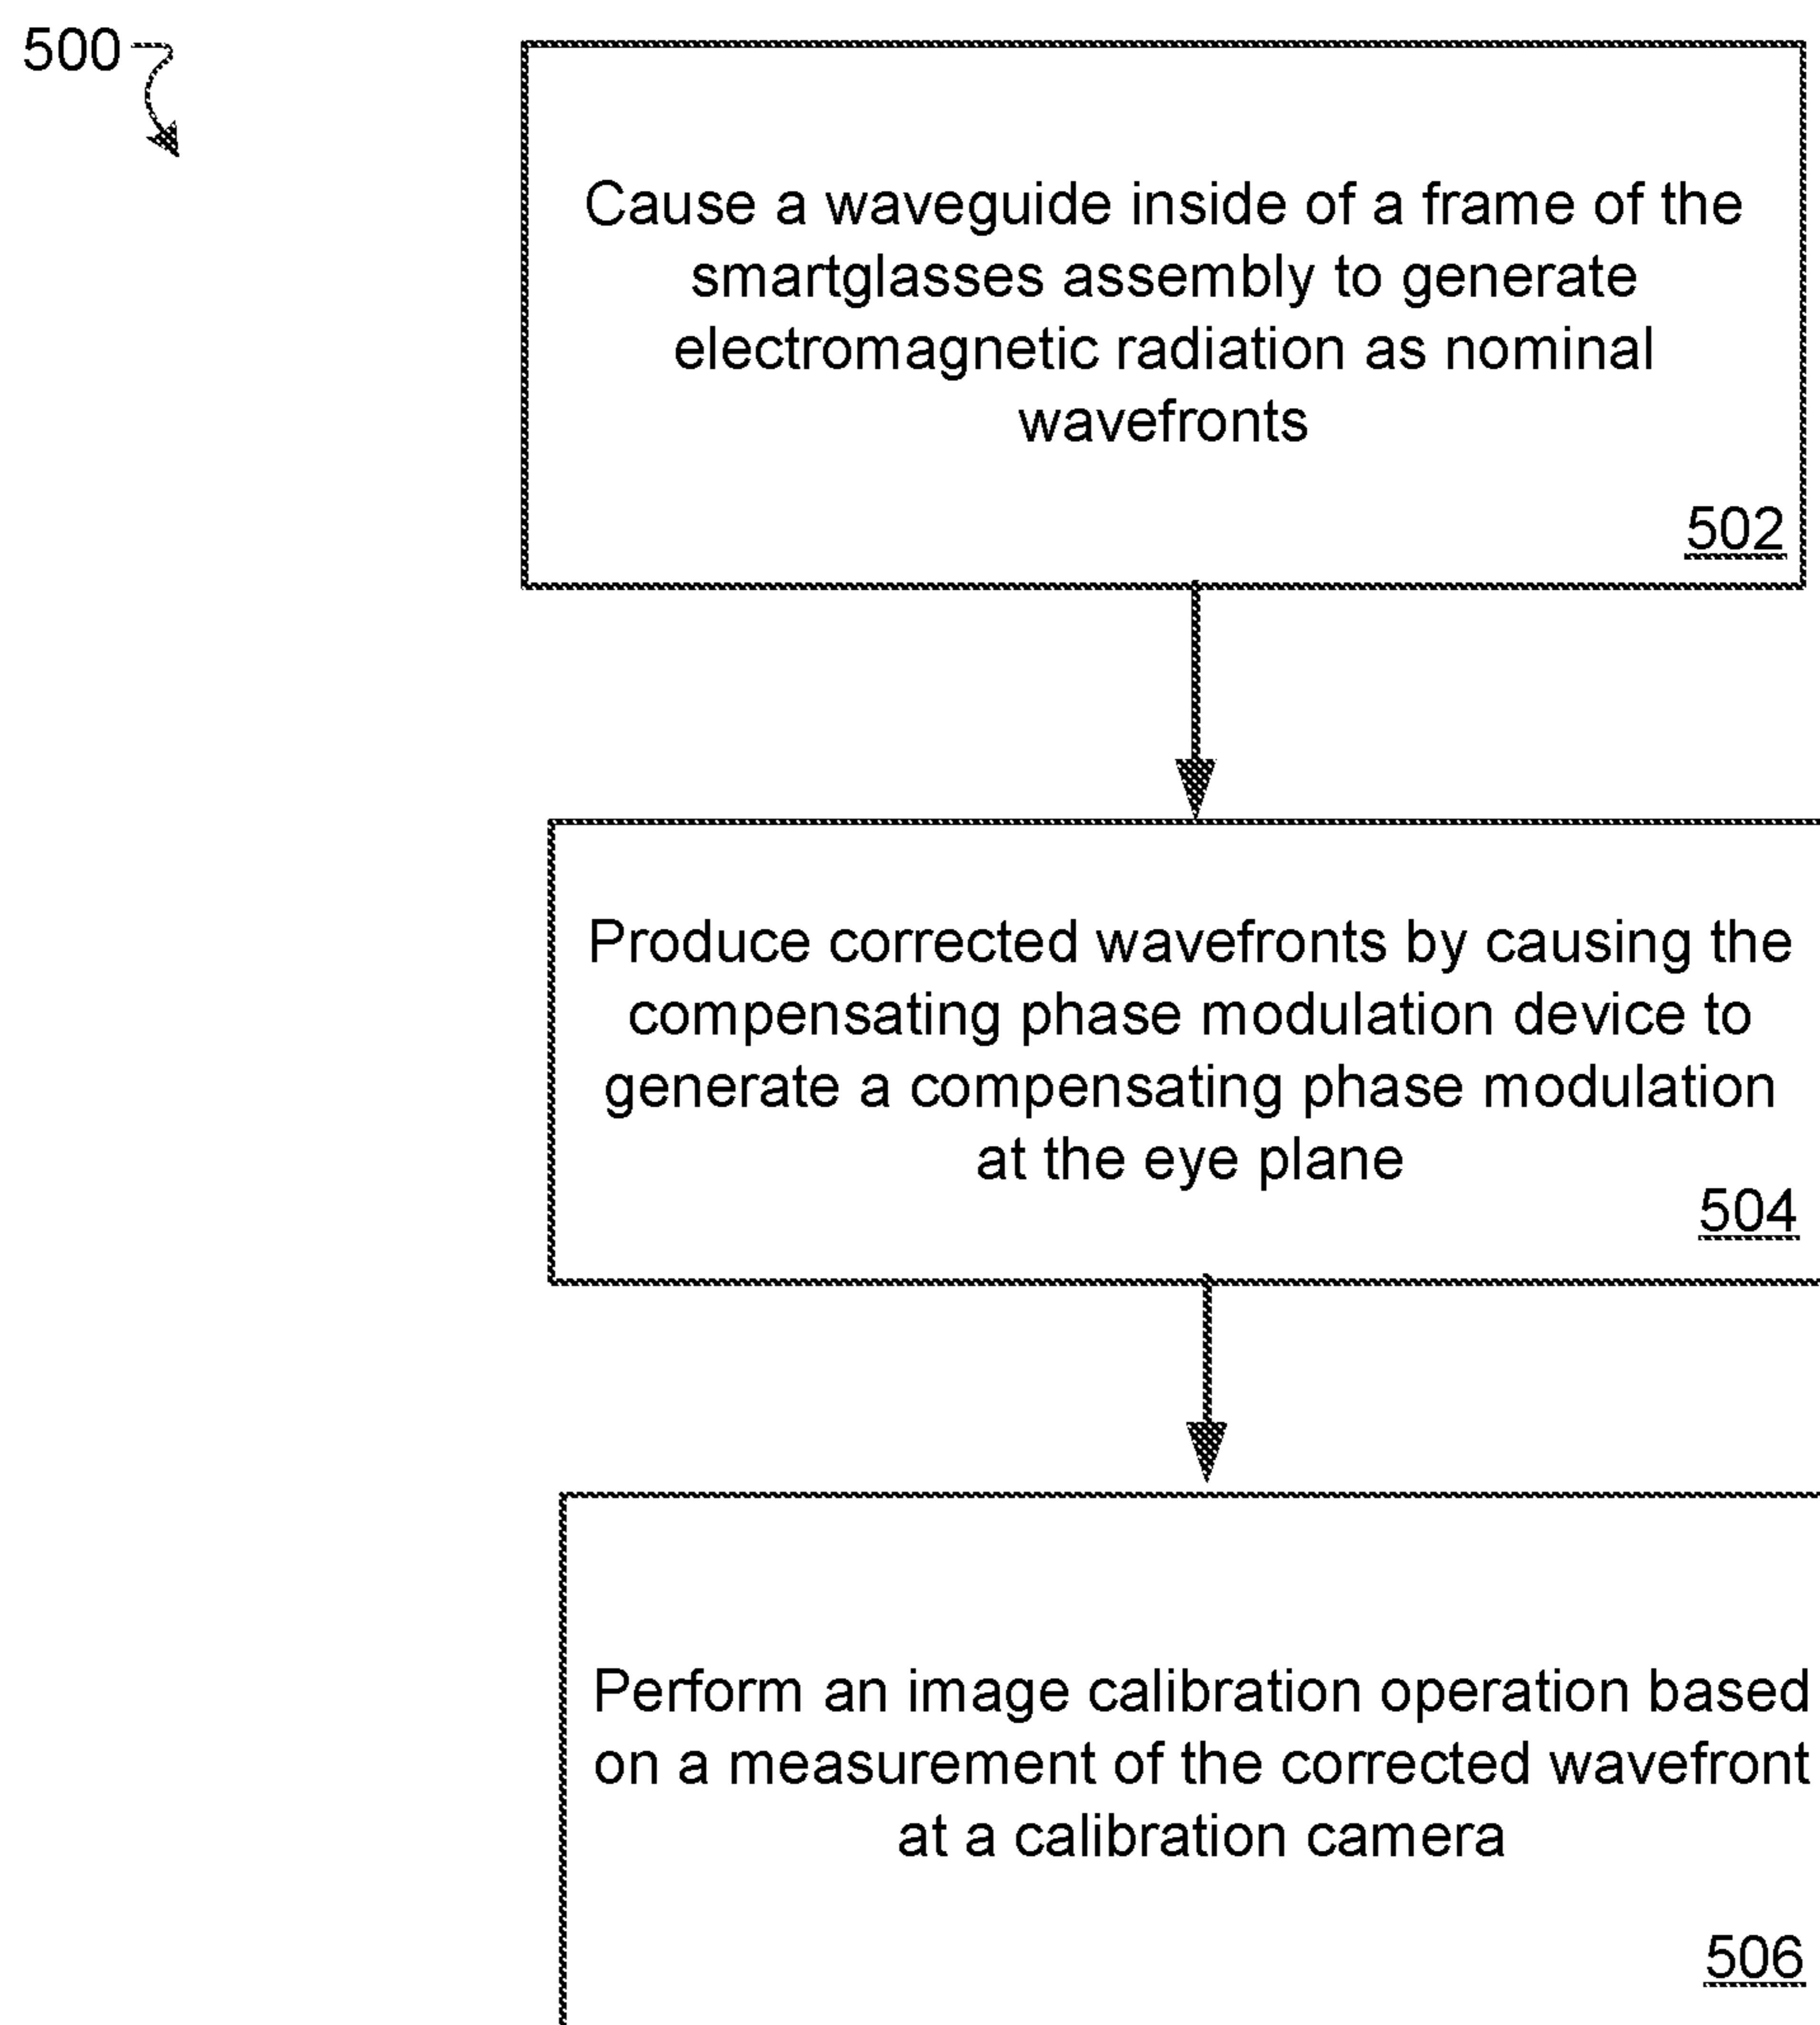 500
Cause a waveguide inside of a frame of the
smartglasses assembly to generate
electromagnetic radiation as nominal
wavefronts
502
Produce corrected wavefronts by causing the
compensating phase modulation device to
generate a compensating phase modulation
at the eye plane
504
Perform an image calibration operation based
on a measurement of the corrected wavefront
at a calibration camera
506